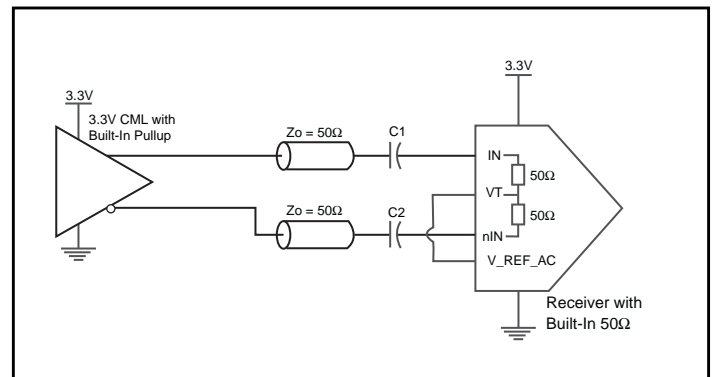 3.3V
3.3V
3.3V CML with
Built-In Pullup
Zo = 50Ω
C1
IN
50Ω
VT
Zo = 50Ω
C2
50Ω
nIN
V_REF_AC
Receiver with
Built-In 50Ω